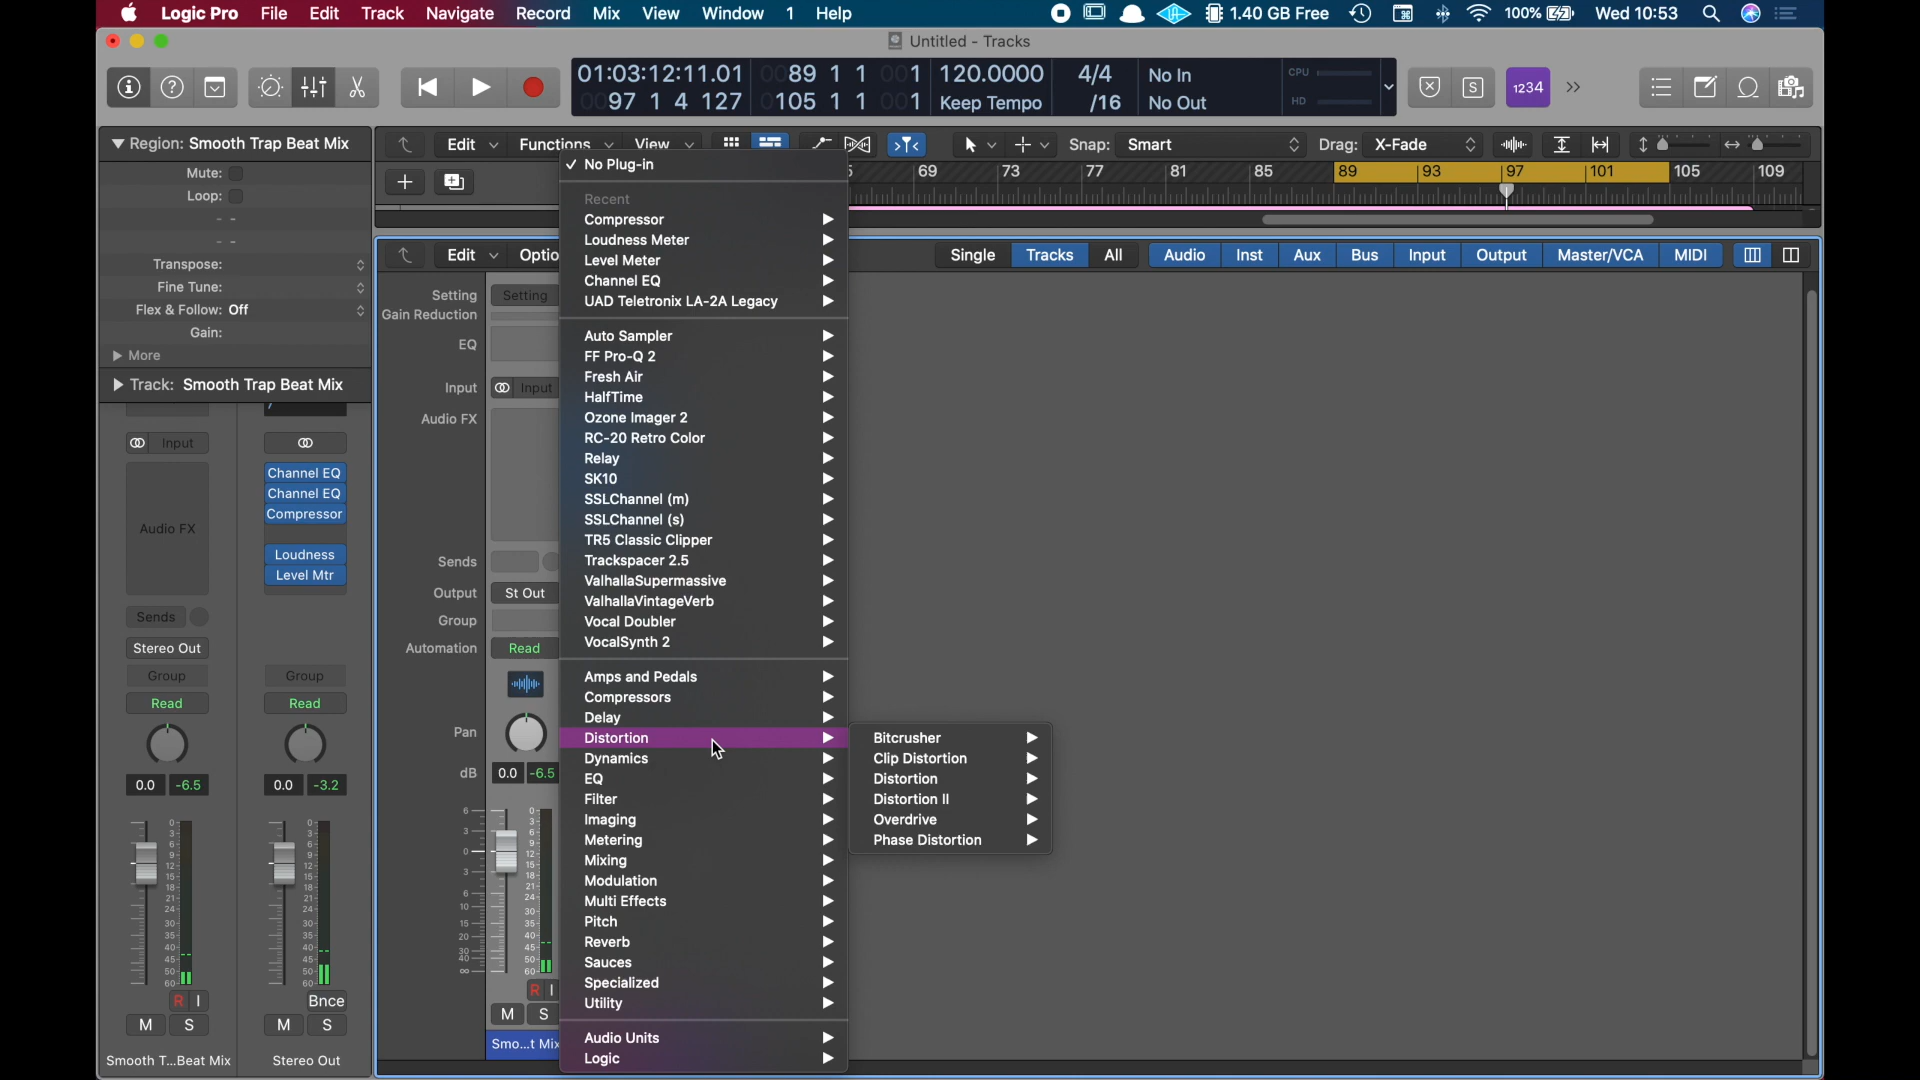 Logic Pro File Edit Track Navigate Record Mix View Window 1 Help 1.40 GB Free 100% Wed 10:53
Untitled - Tracks
01:03:12:11.01 0089 1 1 001 120.0000 4/4 No In CPU
0097 1 4 127 0105 1 1 001 Keep Tempo /16 No Out HD
S 1234
Region: Smooth Trap Beat Mix
Mute:
Loop:
- -
- -
Transpose:
Fine Tune:
Flex & Follow: Off
Gain:
More
Track: Smooth Trap Beat Mix
Input
Audio FX
Channel EQ
Channel EQ
Compressor
Loudness
Level Mtr
Sends
Stereo Out
Group Group
Read Read
0.0 -6.5 0.0 -3.2
R I Bnce
M S M S
Smooth T...Beat Mix Stereo Out
Edit Functions View Snap: Smart Drag: X-Fade
69 73 77 81 85 89 93 97 101 105 109
Edit Optio Single Tracks All Audio Inst Aux Bus Input Output Master/VCA MIDI
Setting Setting
Gain Reduction
EQ
Input Input
Audio FX
Sends
Output St Out
Group
Automation Read
Pan
dB 0.0 -6.5
R I
M S
Smo...t Mix
No Plug-in
Recent
Compressor
Loudness Meter
Level Meter
Channel EQ
UAD Teletronix LA-2A Legacy
Auto Sampler
FF Pro-Q 2
Fresh Air
HalfTime
Ozone Imager 2
RC-20 Retro Color
Relay
SK10
SSLChannel (m)
SSLChannel (s)
TR5 Classic Clipper
Trackspacer 2.5
ValhallaSupermassive
ValhallaVintageVerb
Vocal Doubler
VocalSynth 2
Amps and Pedals
Compressors
Delay
Distortion
Dynamics
EQ
Filter
Imaging
Metering
Mixing
Modulation
Multi Effects
Pitch
Reverb
Sauces
Specialized
Utility
Audio Units
Logic
Bitcrusher
Clip Distortion
Distortion
Distortion II
Overdrive
Phase Distortion